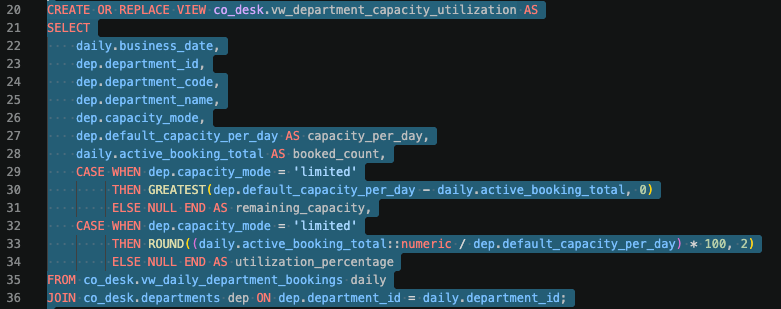 20 CREATE OR REPLACE VIEW co_desk.vw_department_capacity_utilization AS
21 SELECT
22     daily.business_date,
23     dep.department_id,
24     dep.department_code,
25     dep.department_name,
26     dep.capacity_mode,
27     dep.default_capacity_per_day AS capacity_per_day,
28     daily.active_booking_total AS booked_count,
29     CASE WHEN dep.capacity_mode = 'limited'
30          THEN GREATEST(dep.default_capacity_per_day - daily.active_booking_total, 0)
31          ELSE NULL END AS remaining_capacity,
32     CASE WHEN dep.capacity_mode = 'limited'
33          THEN ROUND((daily.active_booking_total::numeric / dep.default_capacity_per_day) * 100, 2)
34          ELSE NULL END AS utilization_percentage
35 FROM co_desk.vw_daily_department_bookings daily
36 JOIN co_desk.departments dep ON dep.department_id = daily.department_id;